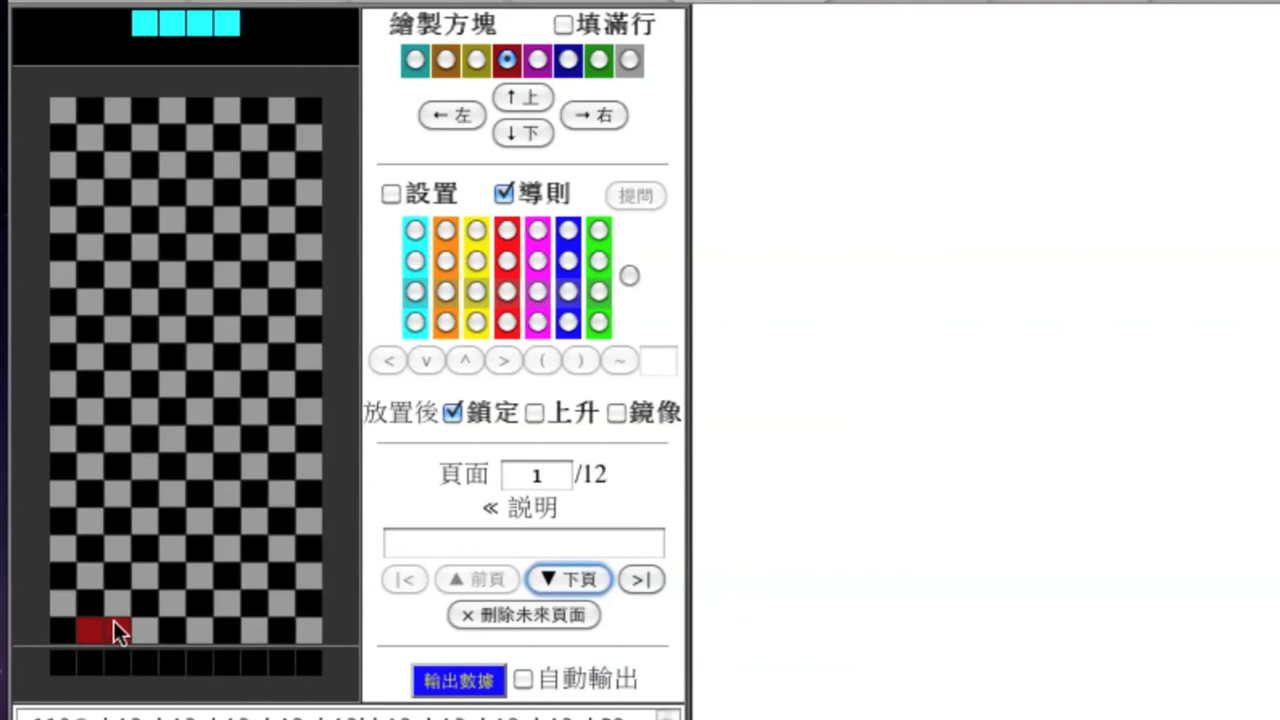 繪製方塊 填滿行
↑上
←左 →右
↓下
設置 導則 提問
< v ^ > ( ) ~
放置後 鎖定 上升 鏡像
頁面 1 /12
≪ 説明
|< ▲前頁 ▼下頁 >|
× 刪除未來頁面
輸出數據 自動輸出